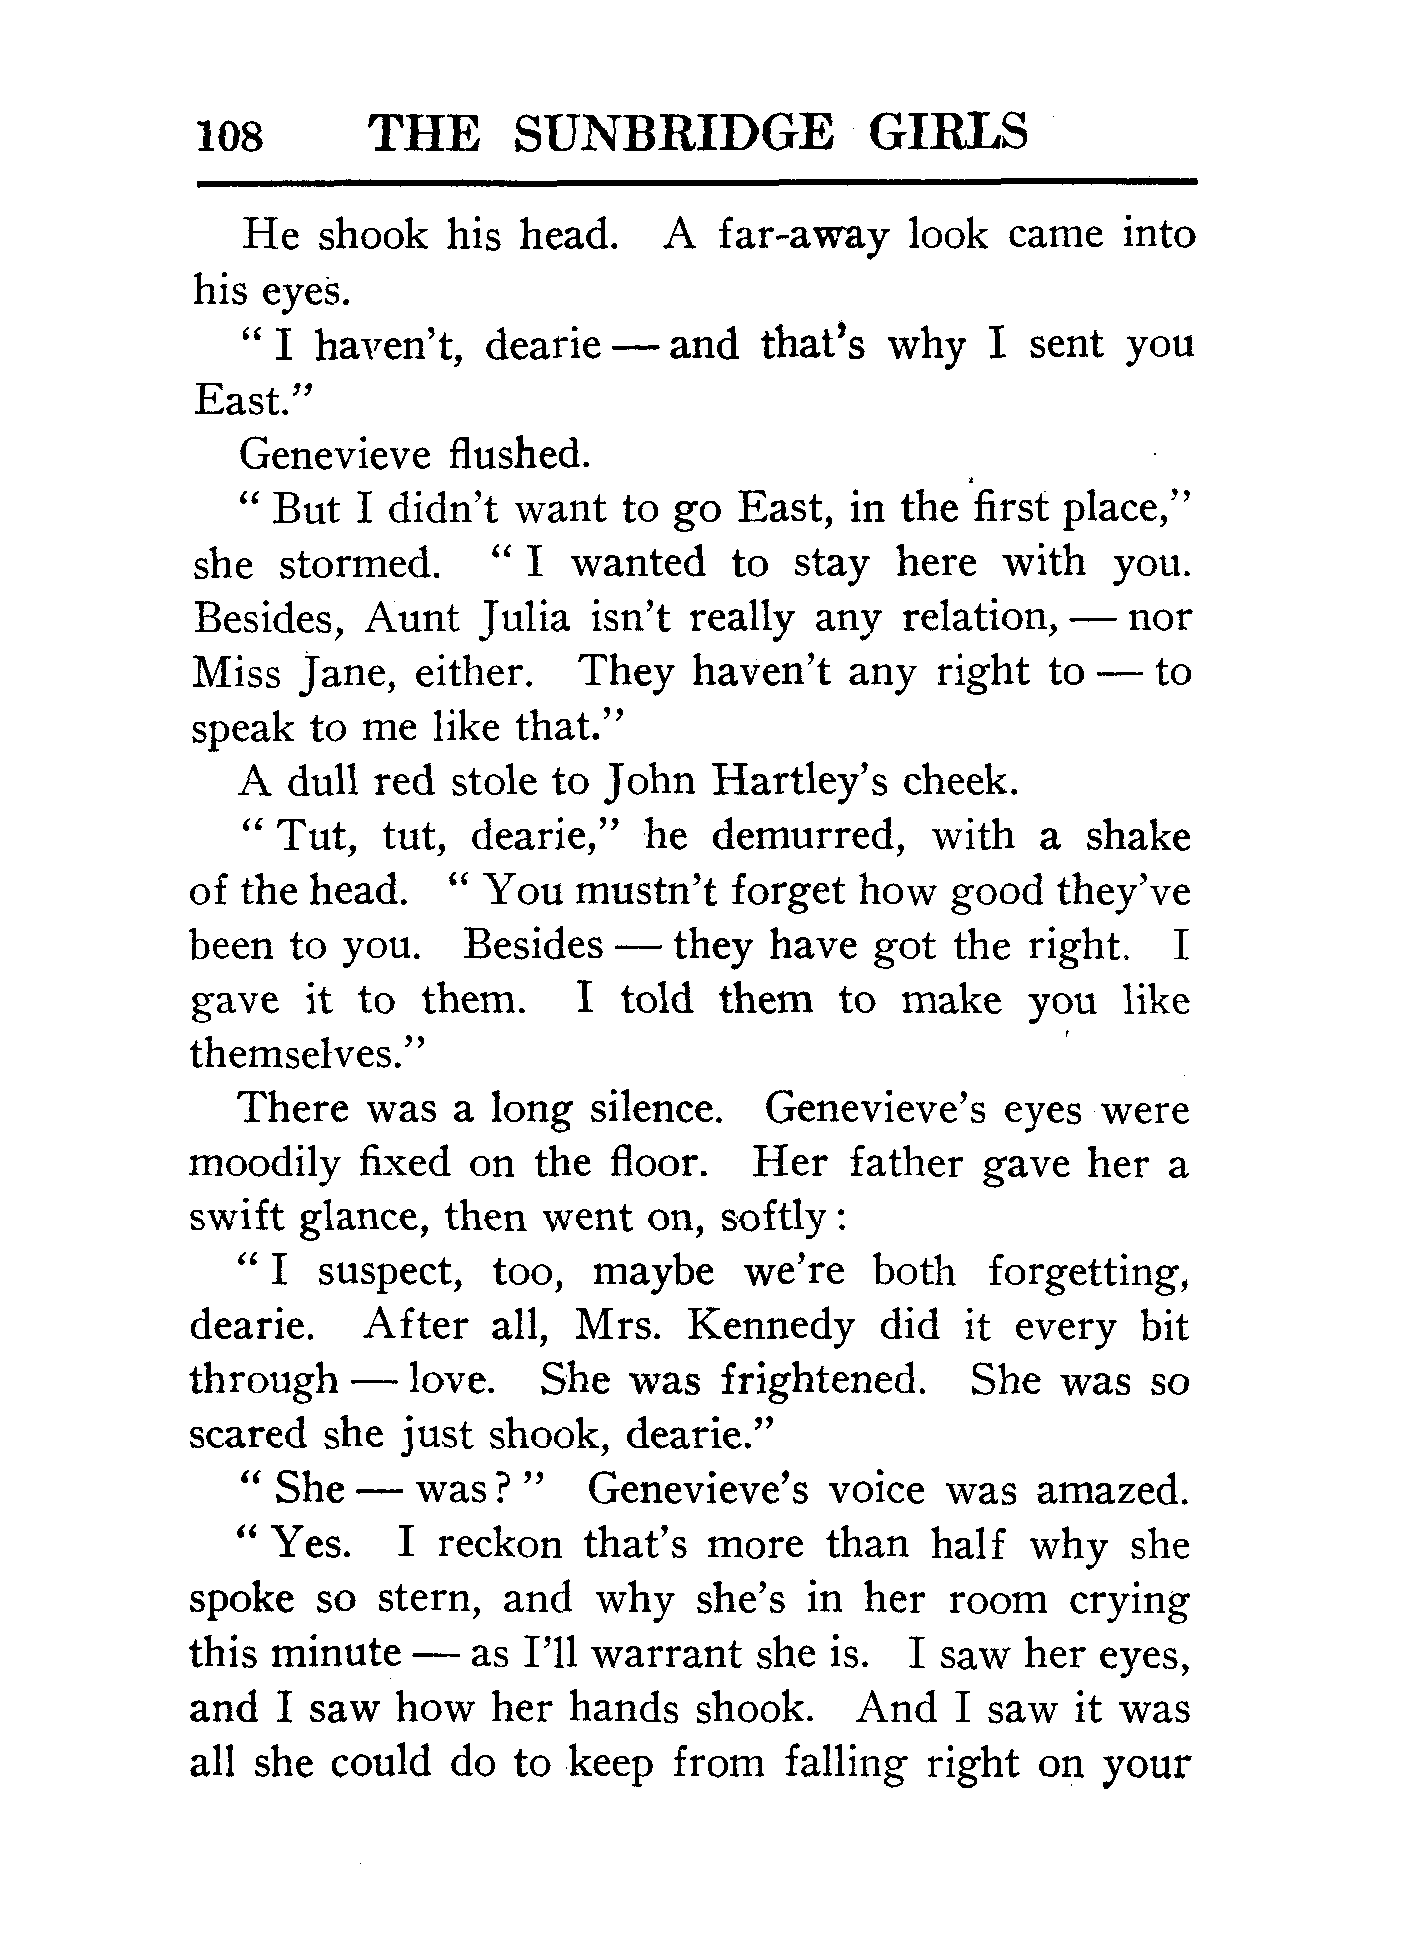 108 THE SUNBRIDGE GIRLS
He shook his head. A far-away look came into
his eyes.
" I haven't, dearie — and that's why I sent you
East."
Genevieve flushed.
" But I didn't want to go East, in the first place,"
she stormed. " I wanted to stay here with you.
Besides, Aunt Julia isn't really any relation, — nor
Miss Jane, either. They haven't any right to — to
speak to me like that."
A dull red stole to John Hartley's cheek.
" Tut, tut, dearie," he demurred, with a shake
of the head. " You mustn't forget how good they've
been to you. Besides — they have got the right. I
gave it to them. I told them to make you like
themselves."
There was a long silence. Genevieve's eyes were
moodily fixed on the floor. Her father gave her a
swift glance, then went on, softly :
" I suspect, too, maybe we're both forgetting,
dearie. After all, Mrs. Kennedy did it every bit
through — love. She was frightened. She was so
scared she just shook, dearie."
" She — was? " Genevieve's voice was amazed.
" Yes. I reckon that's more than half why she
spoke so stern, and why she's in her room crying
this minute — as I'll warrant she is. I saw her eyes,
and I saw how her hands shook. And I saw it was
all she could do to keep from falling right on your